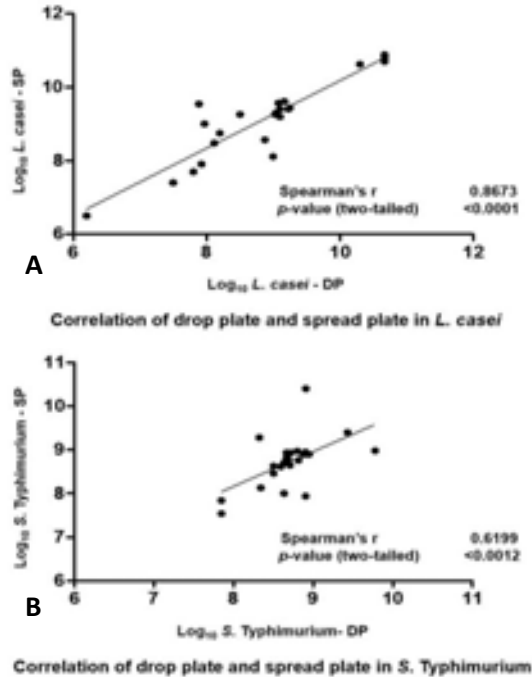 12
10
8
6
Log₁₀ L. casei - SP
Spearman's r 0.8673
p-value (two-tailed) <0.0001
6 8 10 12
A
Log₁₀ L. casei - DP
Correlation of drop plate and spread plate in L. casei
11
10
9
8
7
6
Log₁₀ S. Typhimurium - SP
Spearman's r 0.6199
p-value (two-tailed) <0.0012
6 7 8 9 10 11
B
Log₁₀ S. Typhimurium- DP
Correlation of drop plate and spread plate in S. Typhimurium